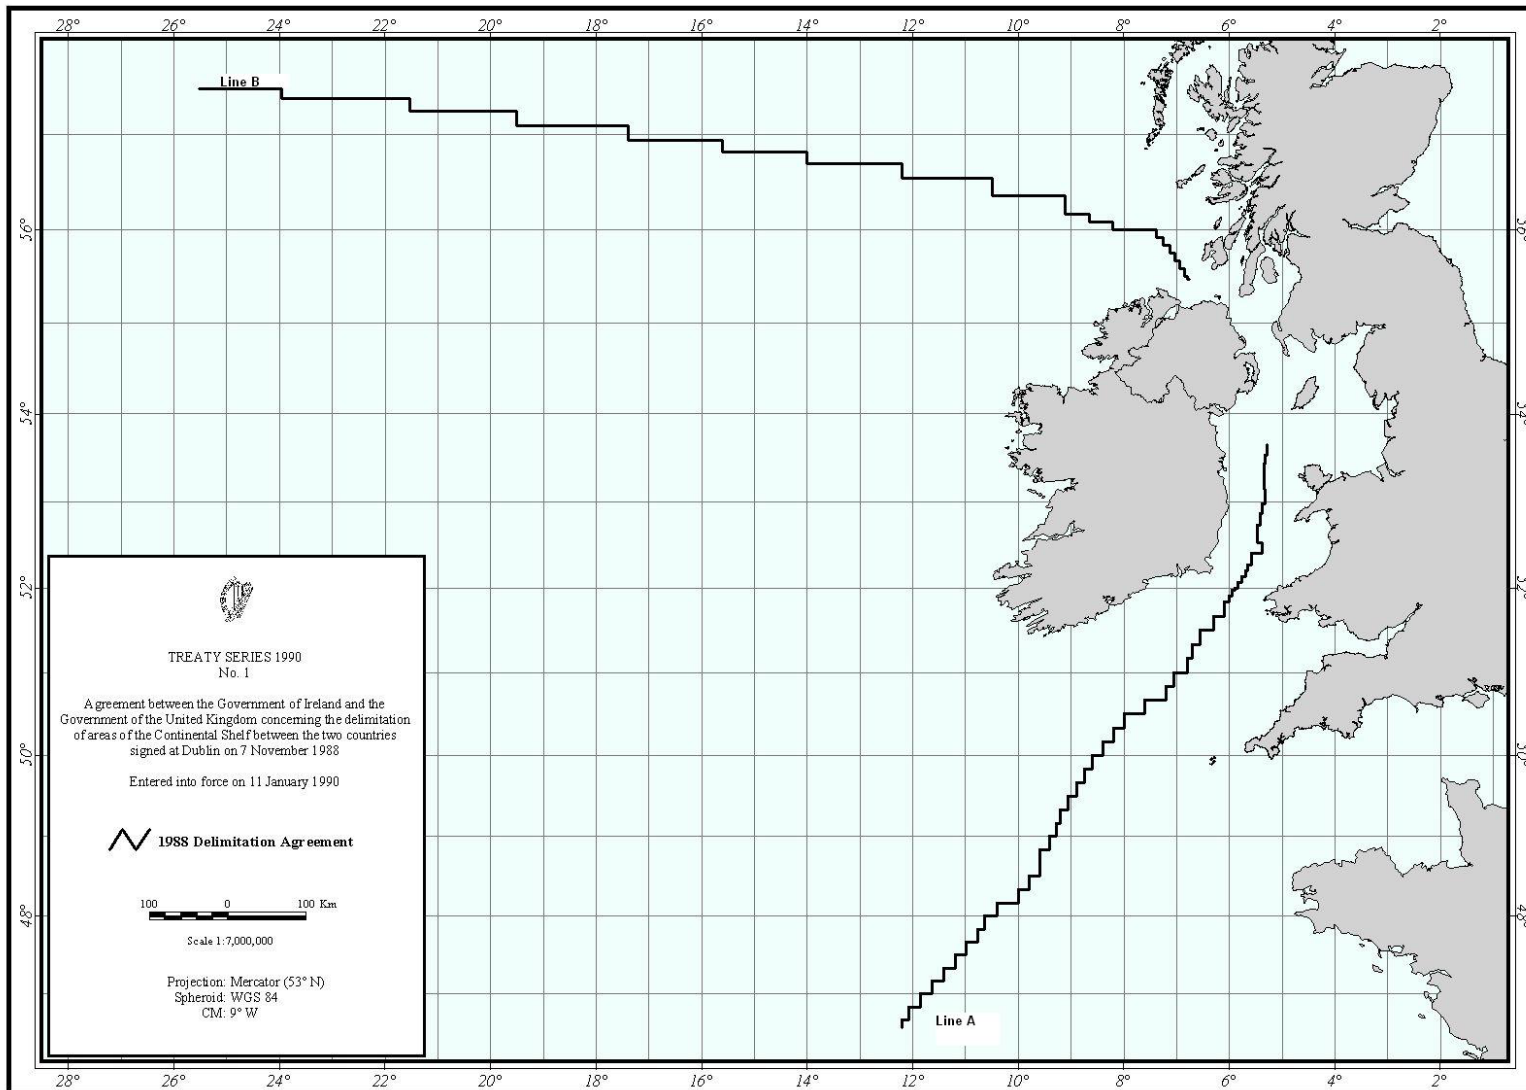 28° 26° 24° 22° 20° 18° 16° 14° 12° 10° 8° 6° 4° 2°
Line B
56° 56°
54° 54°
52° 52°
50° 50°
48° 48°
TREATY SERIES 1990
No. 1
Agreement between the Government of Ireland and the
Government of the United Kingdom concerning the delimitation
of areas of the Continental Shelf between the two countries
signed at Dublin on 7 November 1988
Entered into force on 11 January 1990
1988 Delimitation Agreement
100 0 100 Km
Scale 1:7,000,000
Projection: Mercator (53° N)
Spheroid: WGS 84
CM: 9° W
Line A
28° 26° 24° 22° 20° 18° 16° 14° 12° 10° 8° 6° 4° 2°